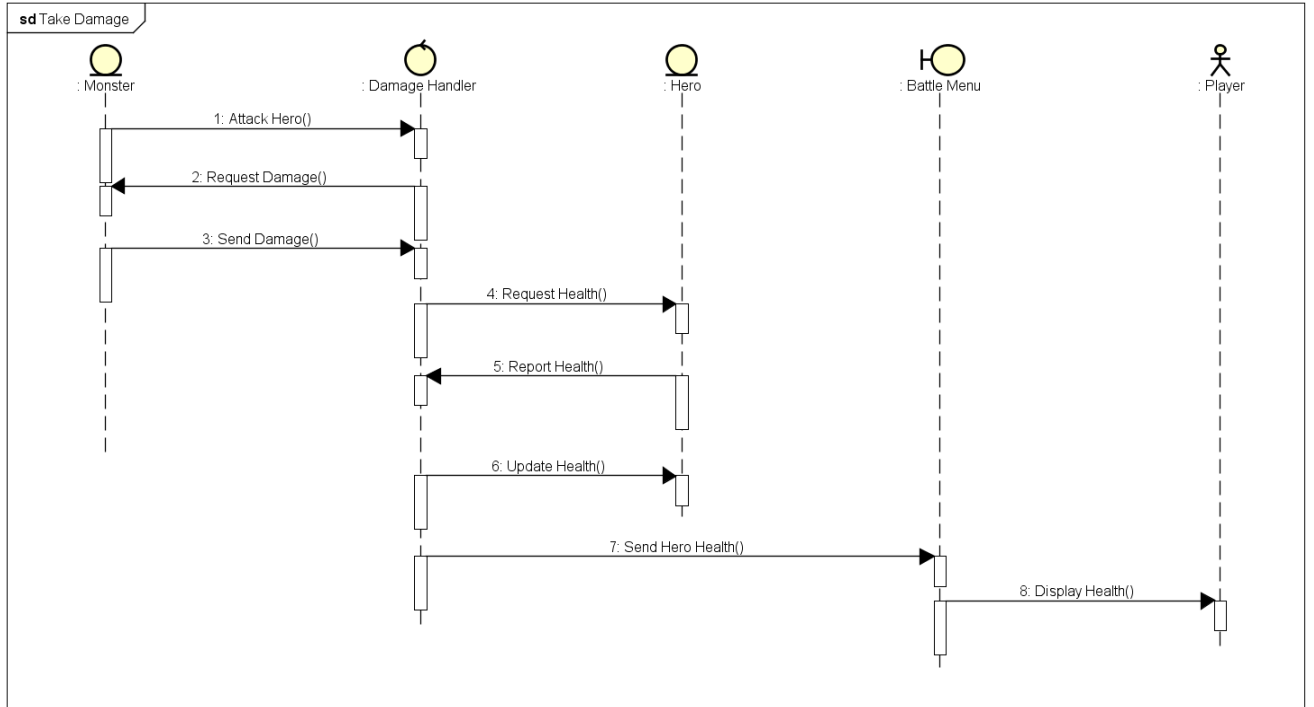 sd Take Damage
: Monster
: Damage Handler
: Hero
: Battle Menu
: Player
1: Attack Hero()
2: Request Damage()
3: Send Damage()
4: Request Health()
5: Report Health()
6: Update Health()
7: Send Hero Health()
8: Display Health()